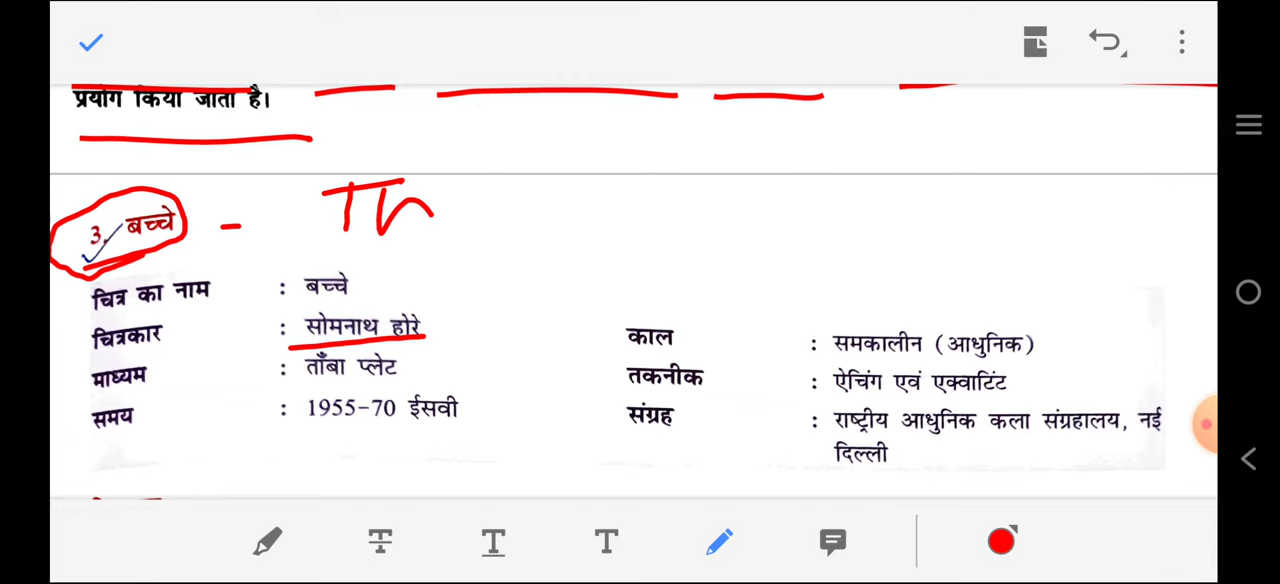 प्रयोग किया जाता है।
3. बच्चे - Th
चित्र का नाम : बच्चे
चित्रकार : सोमनाथ होरे
काल : समकालीन (आधुनिक)
माध्यम : ताँबा प्लेट
तकनीक : ऐचिंग एवं एक्वाटिंट
समय : 1955-70 ईसवी
संग्रह : राष्ट्रीय आधुनिक कला संग्रहालय, नई
दिल्ली
T T T